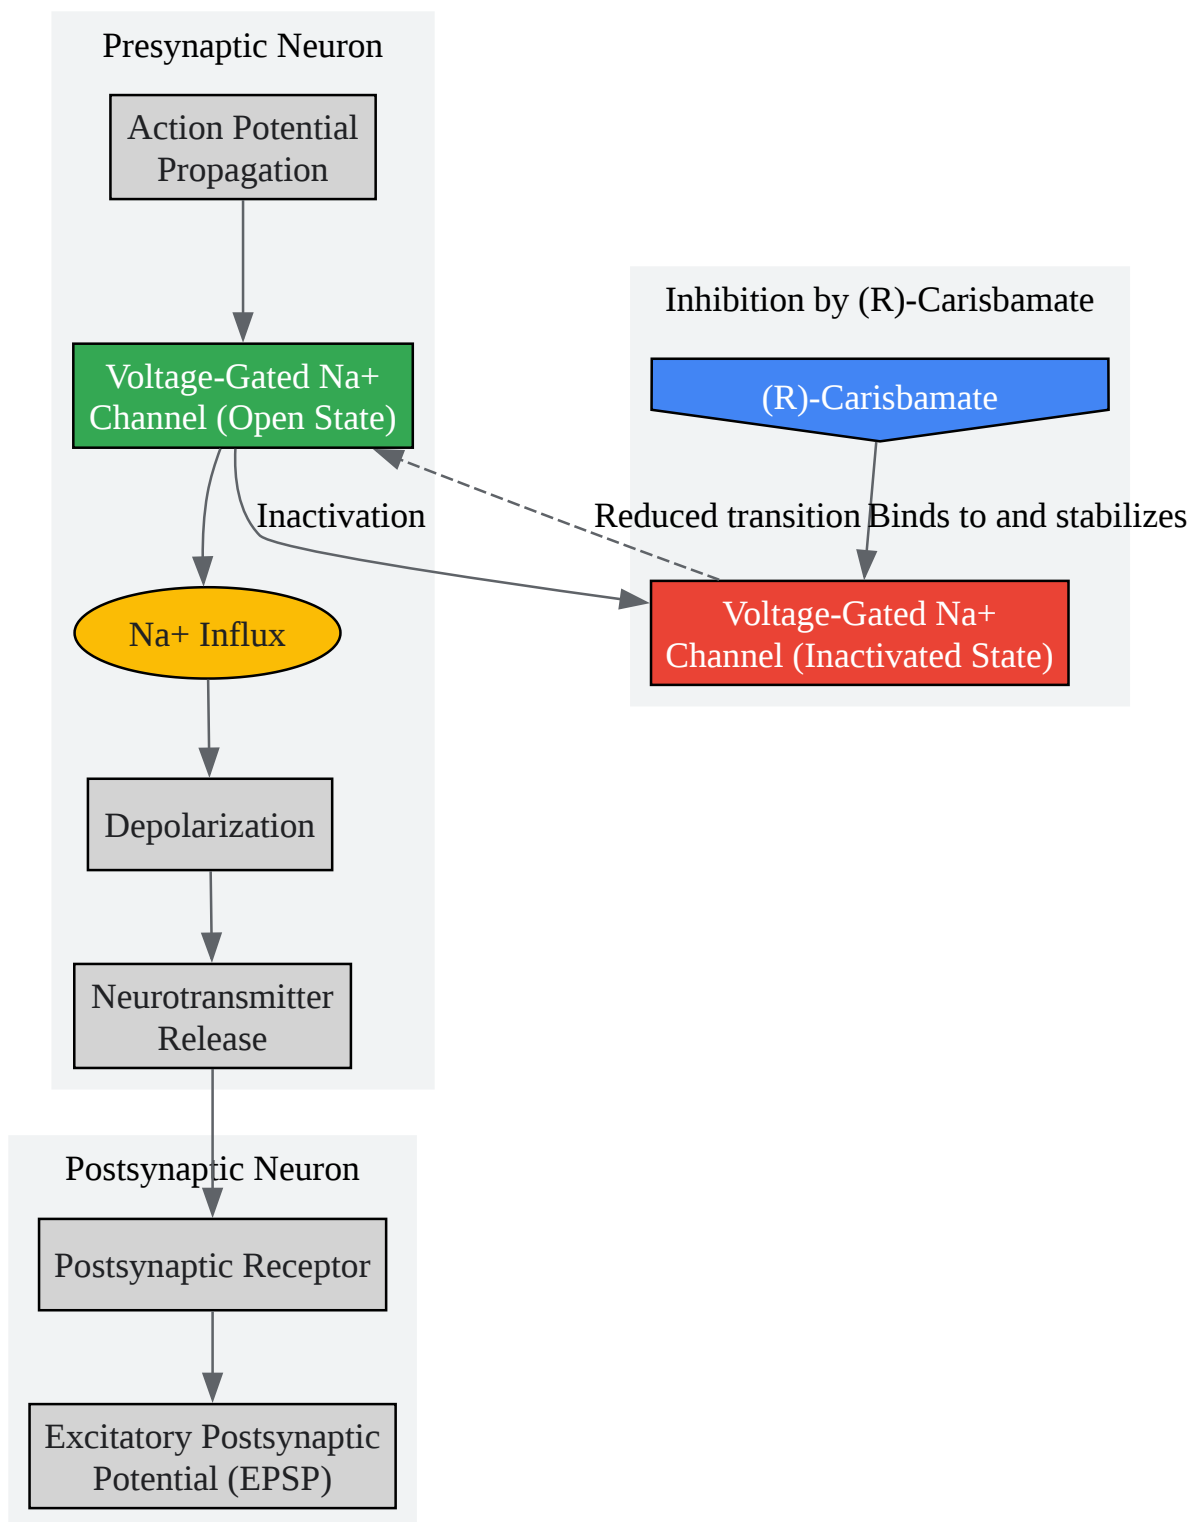 Presynaptic Neuron
Action Potential
Propagation
Voltage-Gated Na+
Channel (Open State)
Inhibition by (R)-Carisbamate
(R)-Carisbamate
Inactivation
Reduced transition
Binds to and stabilizes
Voltage-Gated Na+
Channel (Inactivated State)
Na+ Influx
Depolarization
Neurotransmitter
Release
Postsynaptic Neuron
Postsynaptic Receptor
Excitatory Postsynaptic
Potential (EPSP)